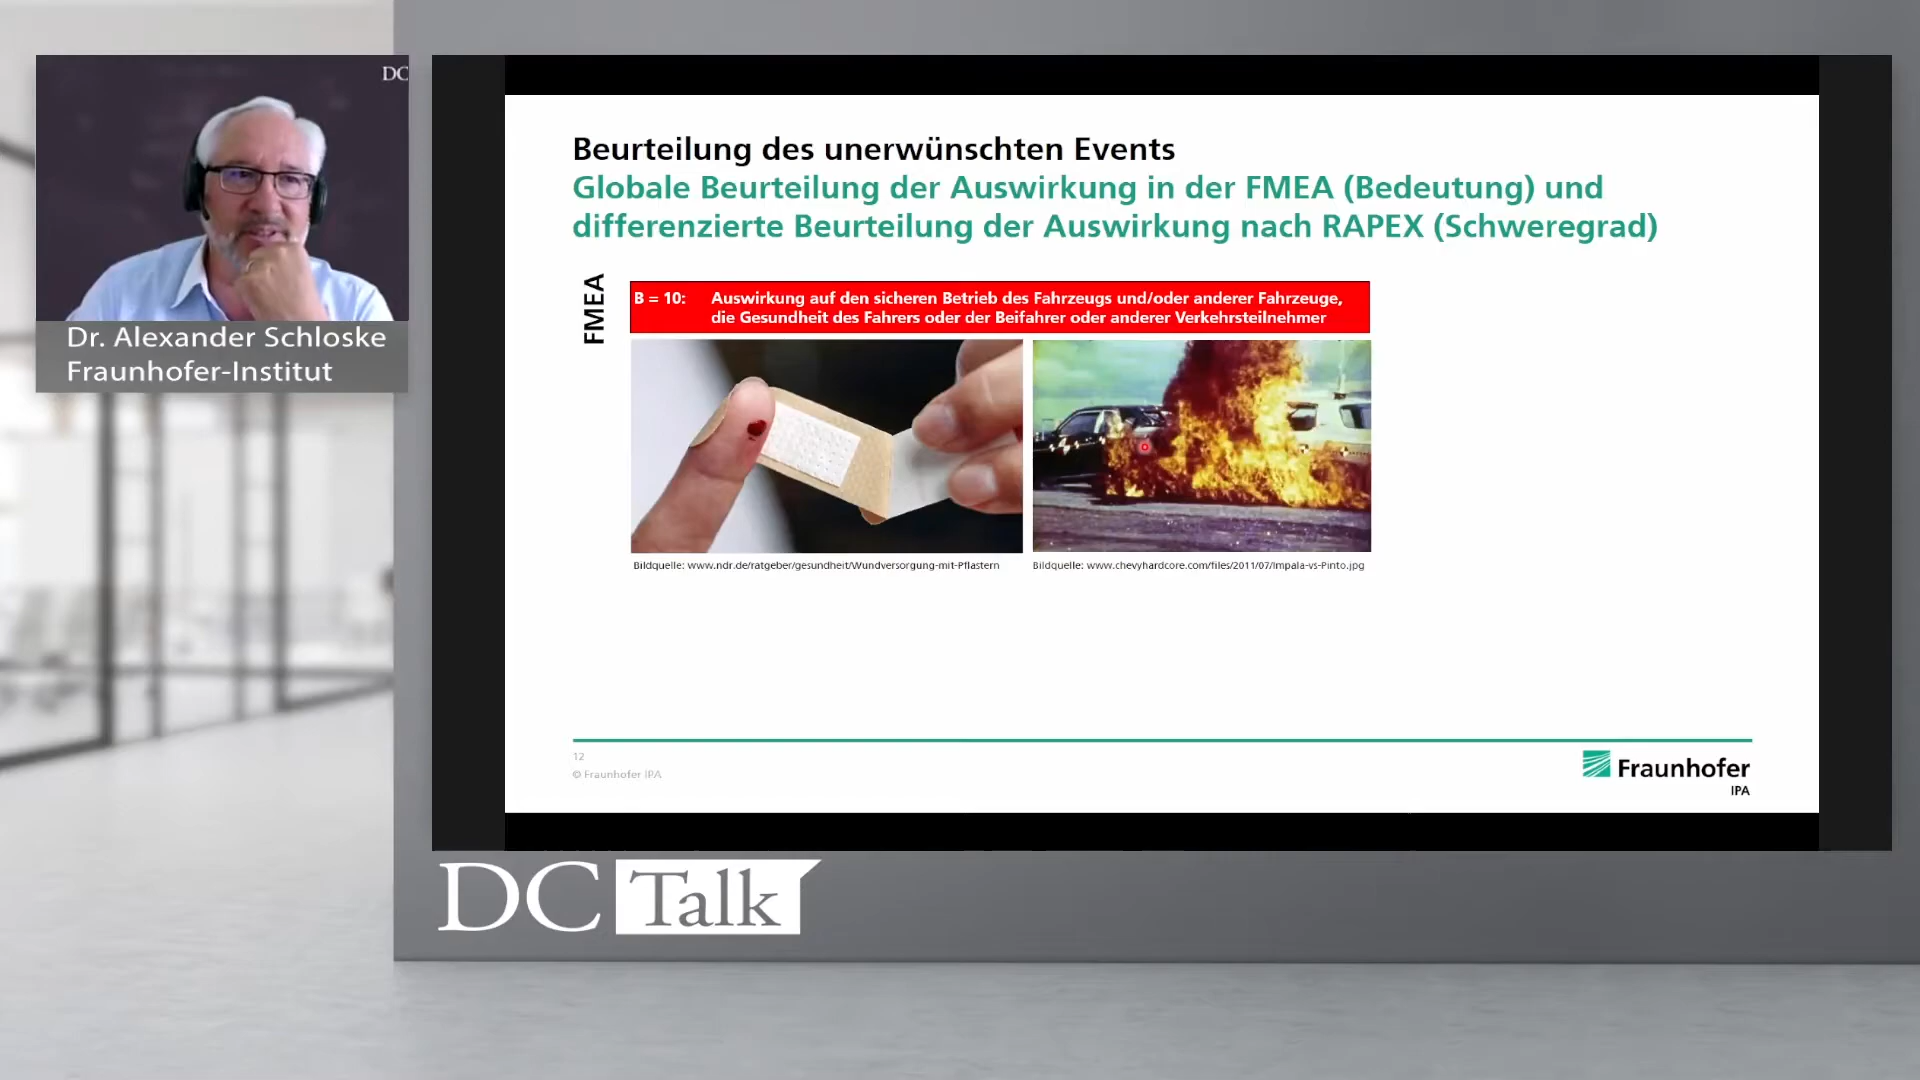 DC
Dr. Alexander Schloske
Fraunhofer-Institut
Beurteilung des unerwünschten Events
Globale Beurteilung der Auswirkung in der FMEA (Bedeutung) und
differenzierte Beurteilung der Auswirkung nach RAPEX (Schweregrad)
FMEA
B = 10: Auswirkung auf den sicheren Betrieb des Fahrzeugs und/oder anderer Fahrzeuge,
die Gesundheit des Fahrers oder der Beifahrer oder anderer Verkehrsteilnehmer
Bildquelle: www.ndr.de/ratgeber/gesundheit/Wundversorgung-mit-Pflastern
Bildquelle: www.chevyhardcore.com/files/2011/07/Impala-vs-Pinto.jpg
12
© Fraunhofer IPA
Fraunhofer
IPA
DC Talk